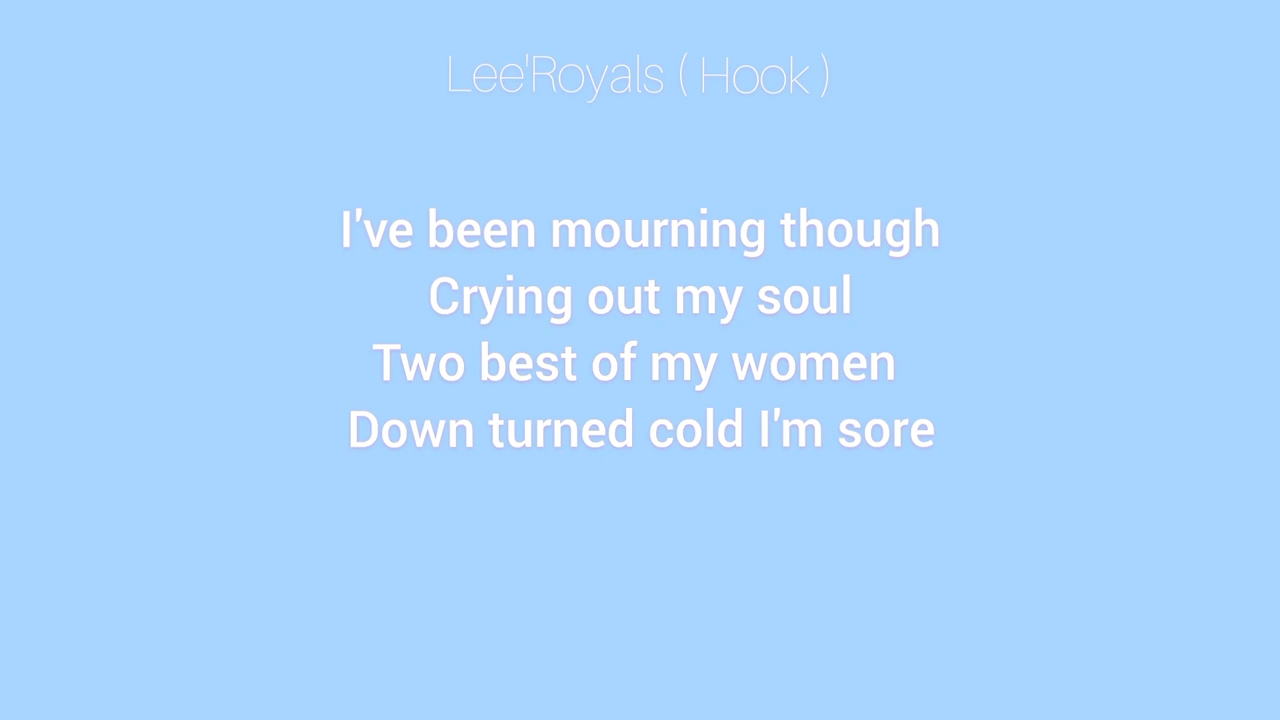 Lee'Royals ( Hook )
I've been mourning though
Crying out my soul
Two best of my women
Down turned cold I'm sore